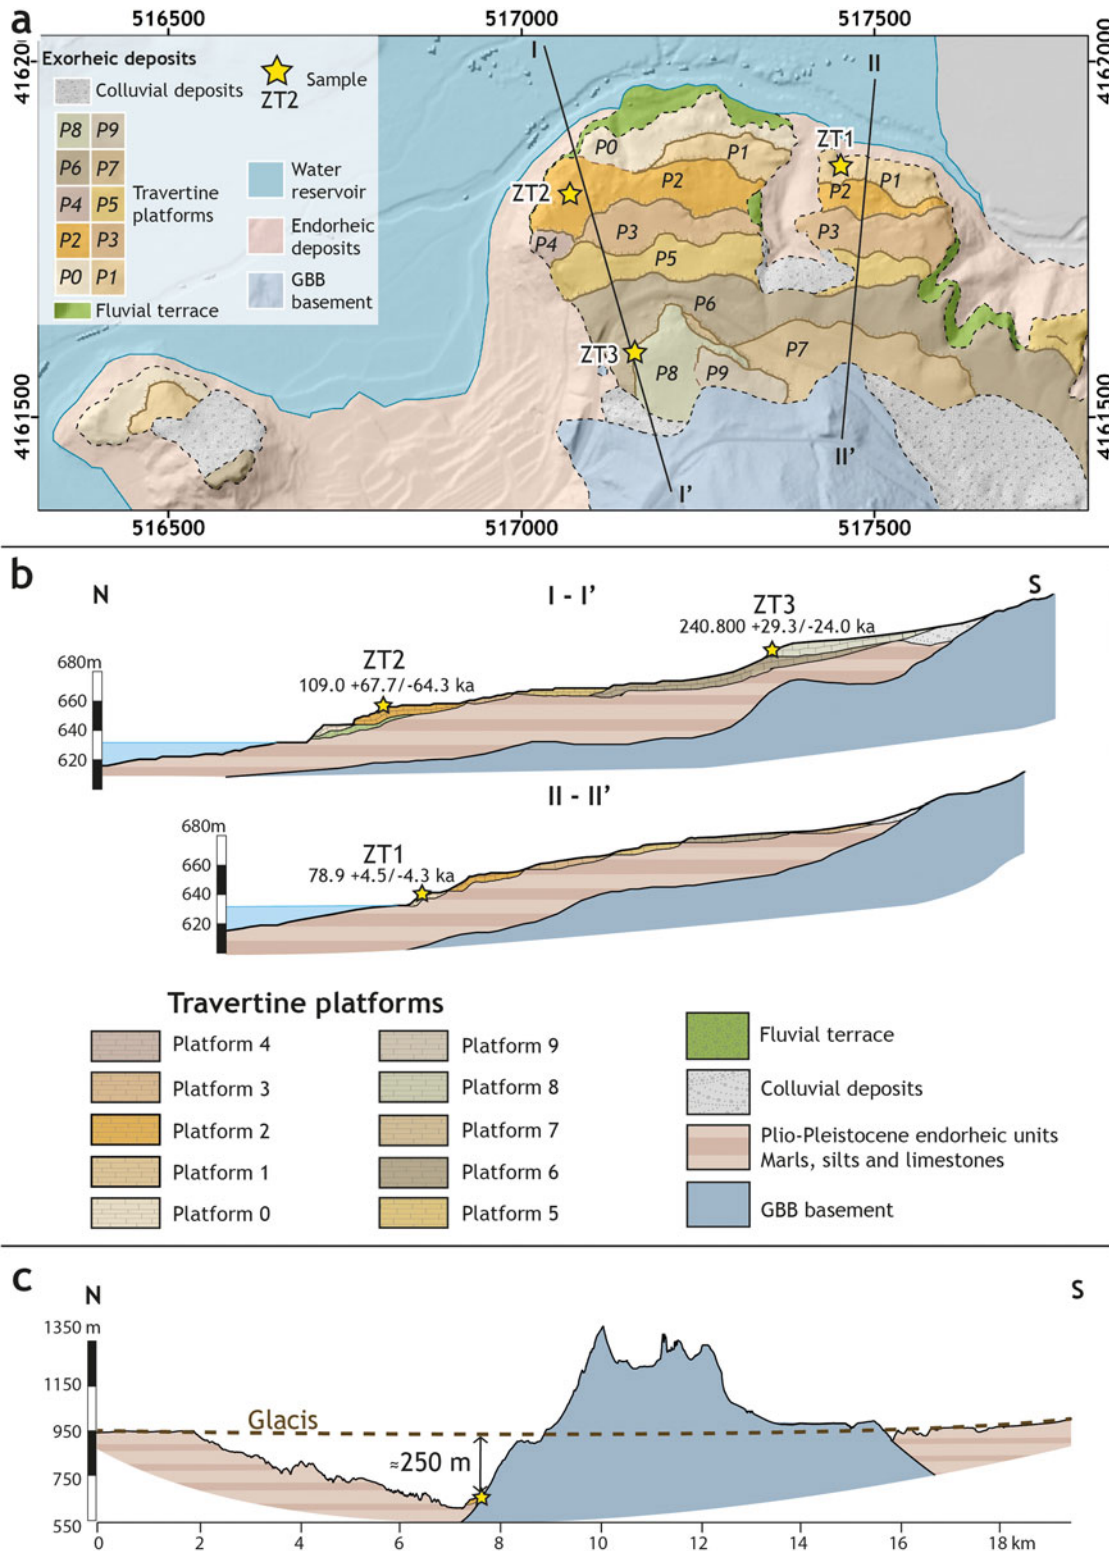 a
516500
517000
517500
Exorheic deposits
Colluvial deposits
Sample
ZT2
P8 P9
P6 P7
P4 P5
P2 P3
P0 P1
Travertine
platforms
Fluvial terrace
Water
reservoir
Endorheic
deposits
GBB
basement
4161500
4162000
4161500
I
II
ZT1
ZT2
ZT3
P0
P1
P2
P3
P4
P5
P6
P7
P8
P9
P1
P2
P3
I'
II'
516500
517000
517500
b
N
I - I'
S
ZT3
240.800 +29.3/-24.0 ka
ZT2
109.0 +67.7/-64.3 ka
680m
660
640
620
II - II'
ZT1
78.9 +4.5/-4.3 ka
680m
660
640
620
Travertine platforms
Platform 4
Platform 3
Platform 2
Platform 1
Platform 0
Platform 9
Platform 8
Platform 7
Platform 6
Platform 5
Fluvial terrace
Colluvial deposits
Plio-Pleistocene endorheic units
Marls, silts and limestones
GBB basement
c
N
S
1350 m
1150
950
750
550
Glacis
≈250 m
0 2 4 6 8 10 12 14 16 18 km